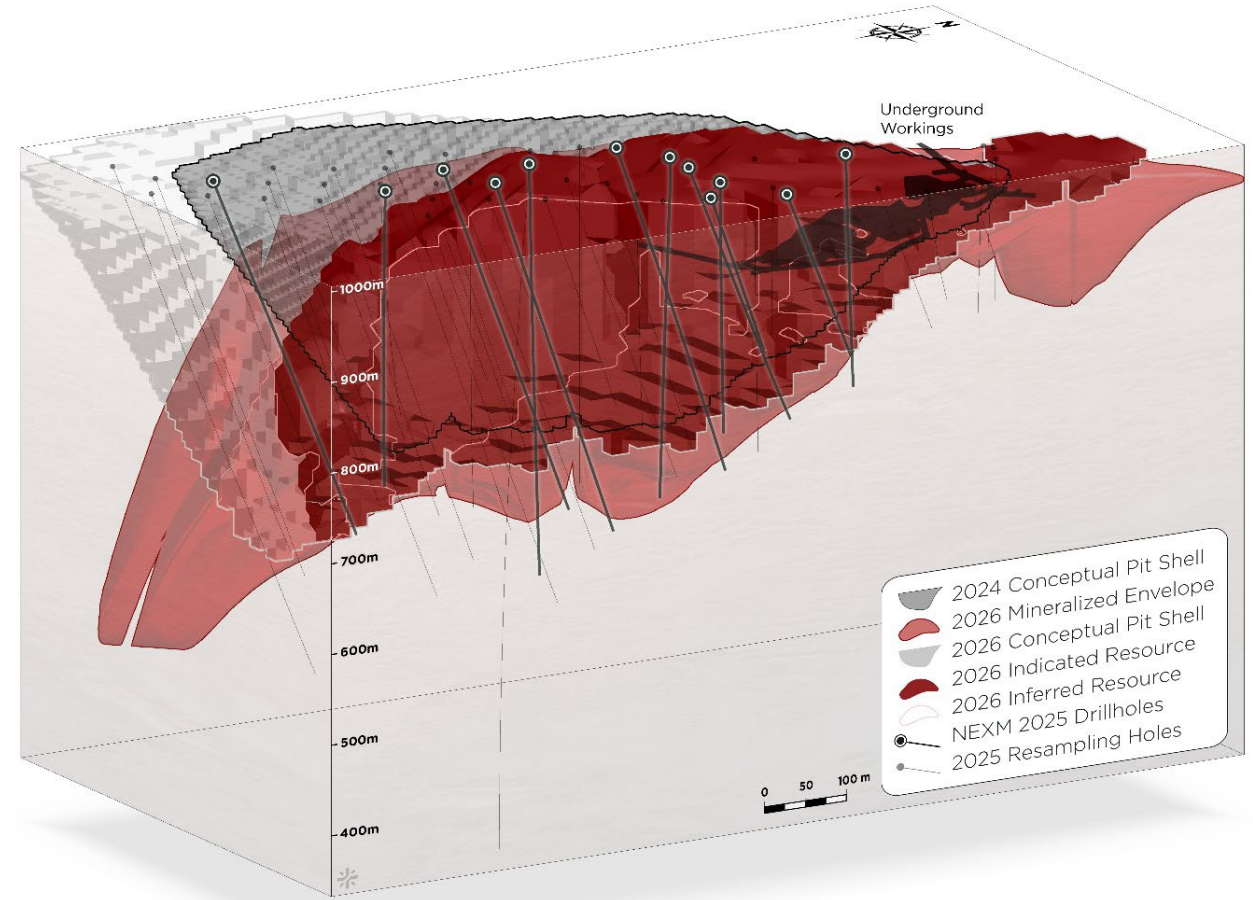 N
Underground
Workings
1000m
900m
800m
700m
600m
500m
400m
2024 Conceptual Pit Shell
2026 Mineralized Envelope
2026 Conceptual Pit Shell
2026 Indicated Resource
2026 Inferred Resource
NEXM 2025 Drillholes
2025 Resampling Holes
0 50 100 m